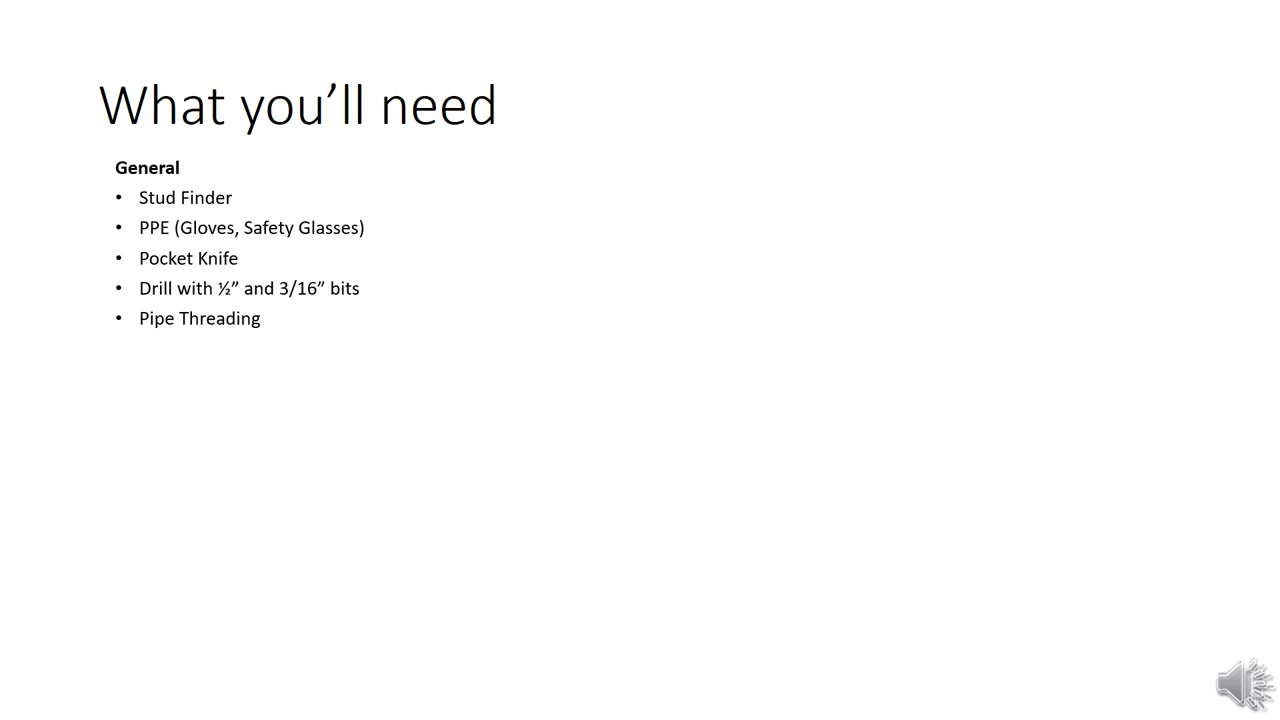 What you’ll need
General
• Stud Finder
• PPE (Gloves, Safety Glasses)
• Pocket Knife
• Drill with ½” and 3/16” bits
• Pipe Threading